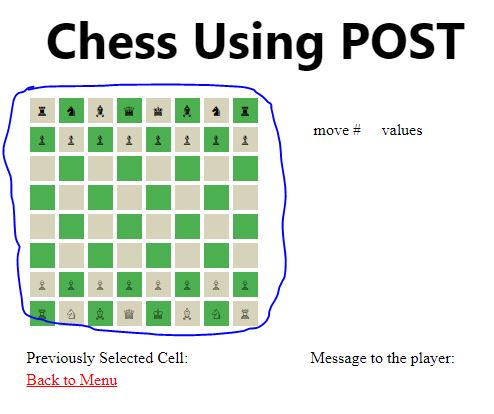 Chess Using POST
move # values
Previously Selected Cell:
Message to the player:
Back to Menu